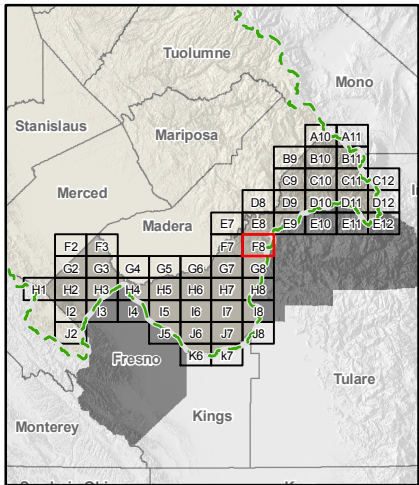 Tuolumne
Mono
Stanislaus
A10 A11
Mariposa
B9 B10 B11
Merced
C9 C10 C11 C12
D8 D9 D10 D11 D12
Madera
E7 E8 E9 E10 E11 E12
F2 F3 F7 F8
G2 G3 G4 G5 G6 G7 G8
H1 H2 H3 H4 H5 H6 H7 H8
I2 I3 I4 I5 I6 I7 I8
J2 J5 J6 J7 J8
Fresno K6 k7
Tulare
Kings
Monterey